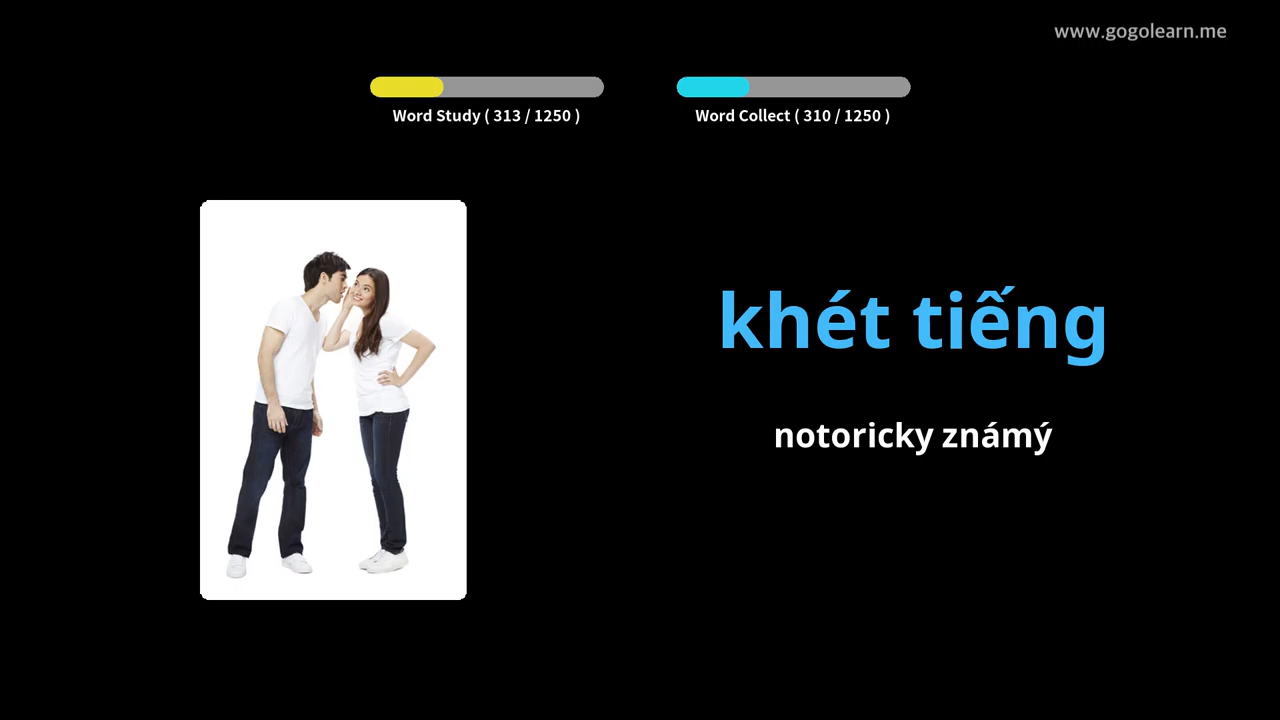 www.gogolearn.me
Word Study ( 313 / 1250 )
Word Collect ( 310 / 1250 )
khét tiếng
notoricky známý